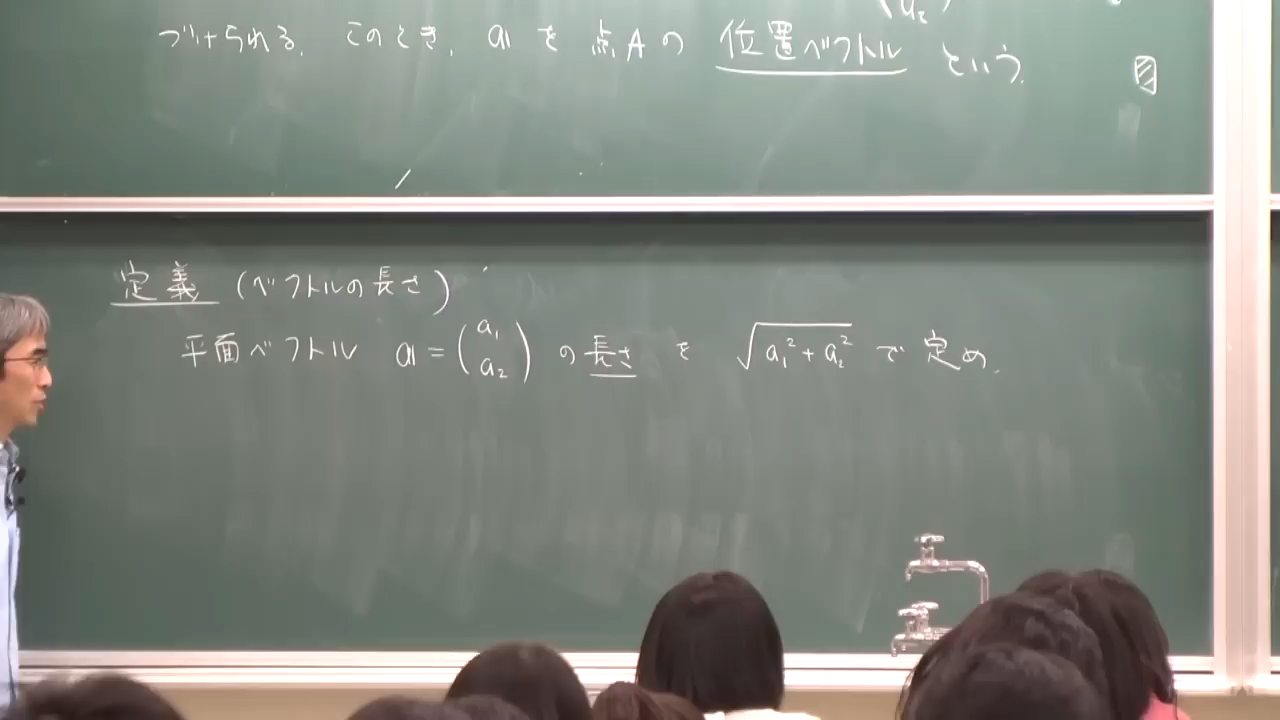 a₂)
づけられる. このとき, 𝕒 を 点A の 位置ベクトル という. ▨
定義 (ベクトルの長さ)
平面ベクトル 𝕒 = (a₁ a₂) の 長さ を √(a₁² + a₂²) で 定め,